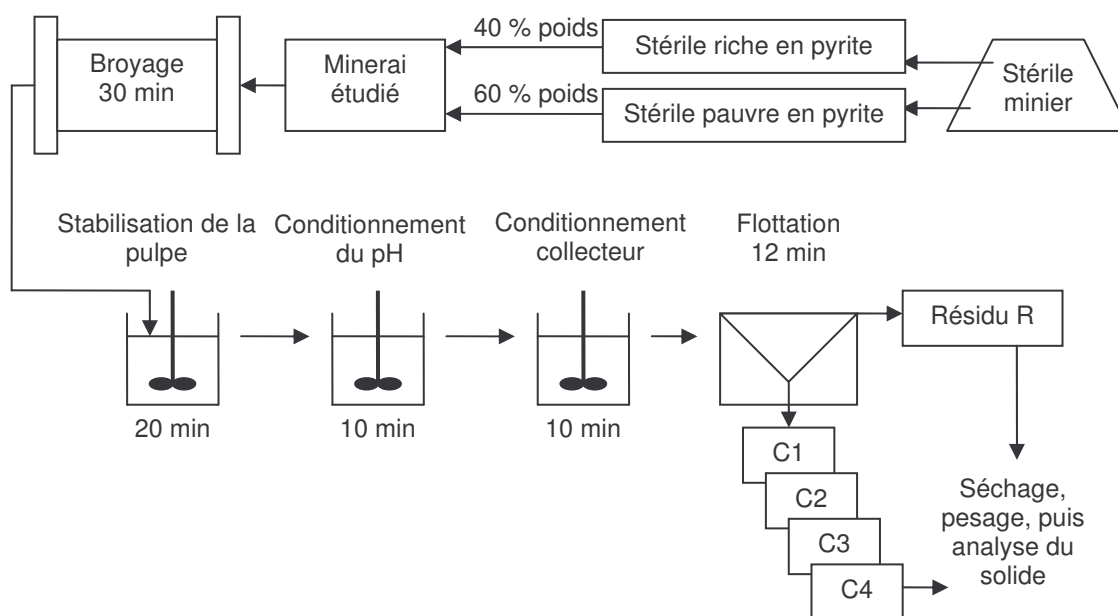 40 % poids
Stérile riche en pyrite
Broyage
30 min
Minerai
étudié
60 % poids
Stérile pauvre en pyrite
Stérile
minier
Stabilisation de la
pulpe
Conditionnement
du pH
Conditionnement
collecteur
Flottation
12 min
Résidu R
20 min
10 min
10 min
C1
C2
C3
C4
Séchage,
pesage, puis
analyse du
solide